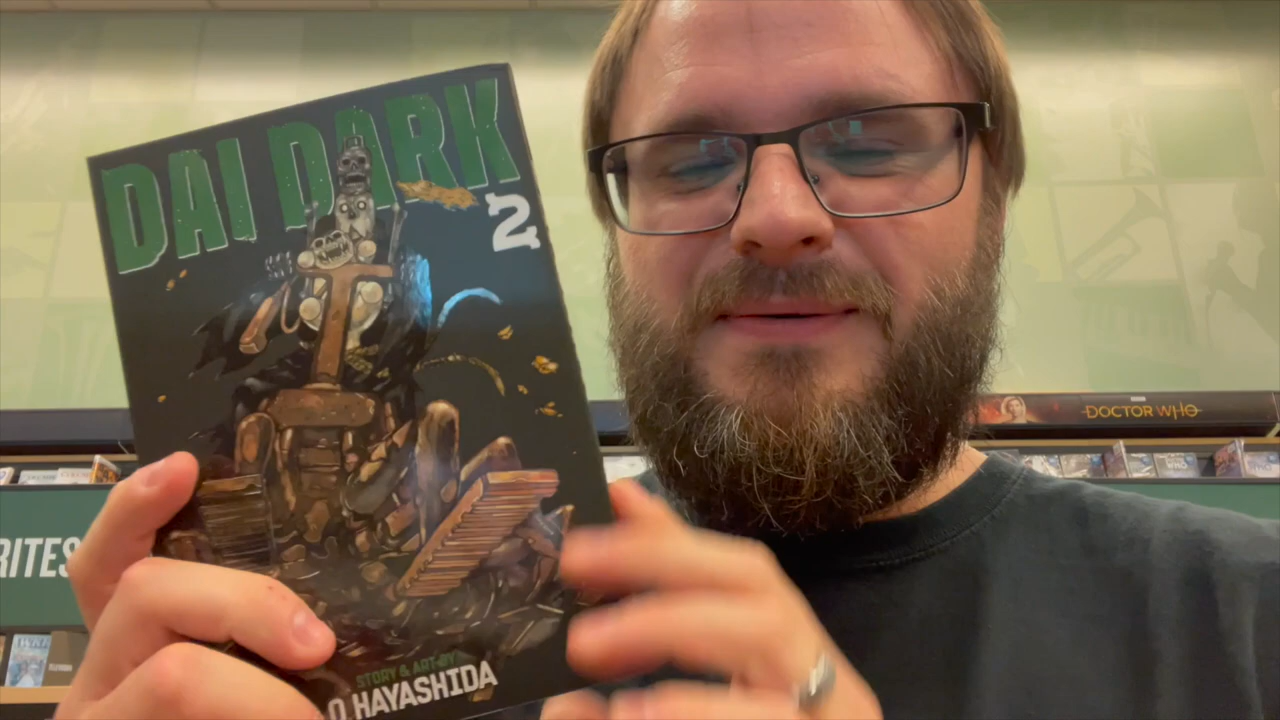 DAI DARK
2
DOCTOR WHO
RITES
STORY & ART BY
Q HAYASHIDA